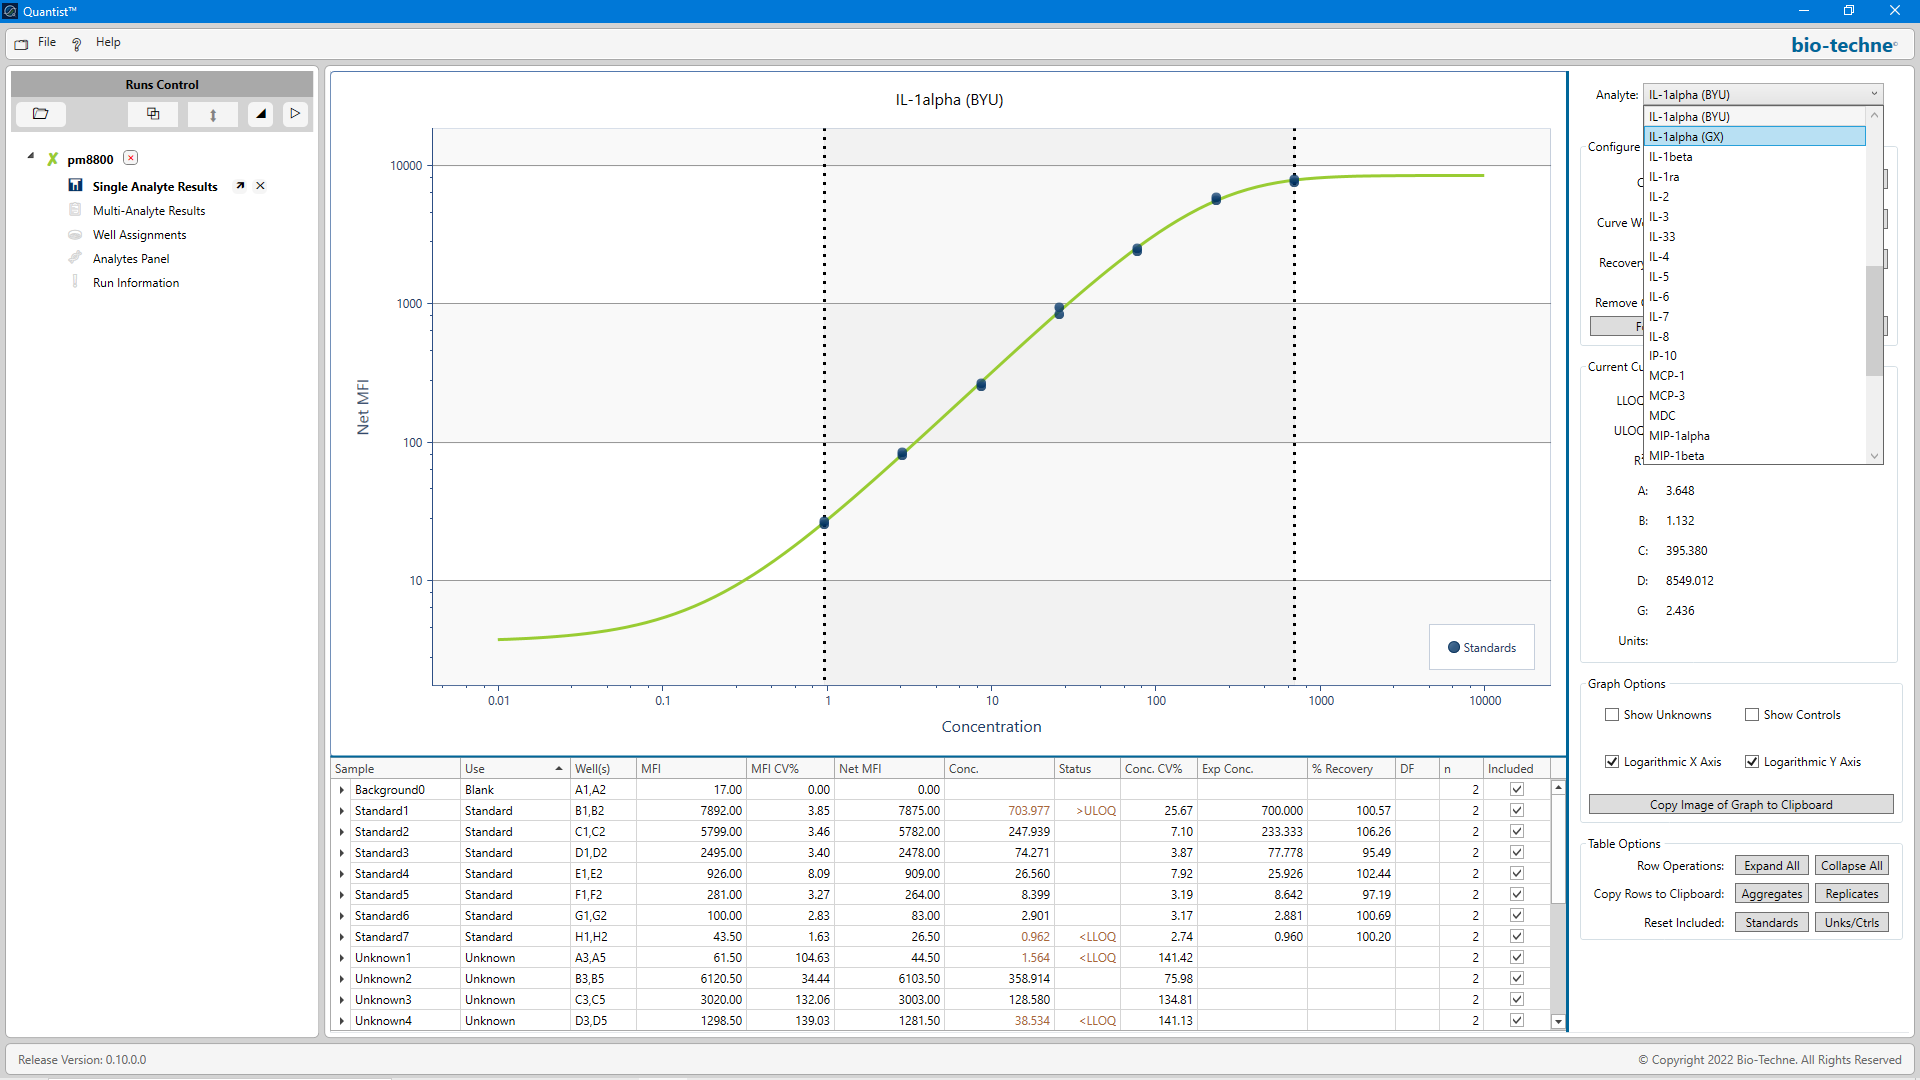 Quantist™
File Help
bio-techne
Runs Control
pm8800
Single Analyte Results
Multi-Analyte Results
Well Assignments
Analytes Panel
Run Information
IL-1alpha (BYU)
Net MFI
10000
1000
100
10
0.01 0.1 1 10 100 1000 10000
Concentration
Standards
Analyte: IL-1alpha (BYU)
IL-1alpha (BYU)
IL-1alpha (GX)
IL-1beta
IL-1ra
IL-2
IL-3
IL-33
IL-4
IL-5
IL-6
IL-7
IL-8
IP-10
MCP-1
MCP-3
MDC
MIP-1alpha
MIP-1beta
Configure
Curve
Recovery
Remove
Current
A: 3.648
B: 1.132
C: 395.380
D: 8549.012
G: 2.436
Units:
Graph Options
Show Unknowns Show Controls
Logarithmic X Axis Logarithmic Y Axis
Copy Image of Graph to Clipboard
Table Options
Row Operations: Expand All Collapse All
Copy Rows to Clipboard: Aggregates Replicates
Reset Included: Standards Unks/Ctrls
Sample Use Well(s) MFI MFI CV% Net MFI Conc. Status Conc. CV% Exp Conc. % Recovery DF n Included
Background0 Blank A1,A2 17.00 0.00 0.00 2
Standard1 Standard B1,B2 7892.00 3.85 7875.00 703.977 >ULOQ 25.67 700.000 100.57 2
Standard2 Standard C1,C2 5799.00 3.46 5782.00 247.939 7.10 233.333 106.26 2
Standard3 Standard D1,D2 2495.00 3.40 2478.00 74.271 3.87 77.778 95.49 2
Standard4 Standard E1,E2 926.00 8.09 909.00 26.560 7.92 25.926 102.44 2
Standard5 Standard F1,F2 281.00 3.27 264.00 8.399 3.19 8.642 97.19 2
Standard6 Standard G1,G2 100.00 2.83 83.00 2.901 3.17 2.881 100.69 2
Standard7 Standard H1,H2 43.50 1.63 26.50 0.962 <LLOQ 2.74 0.960 100.20 2
Unknown1 Unknown A3,A5 61.50 104.63 44.50 1.564 <LLOQ 141.42 2
Unknown2 Unknown B3,B5 6120.50 34.44 6103.50 358.914 75.98 2
Unknown3 Unknown C3,C5 3020.00 132.06 3003.00 128.580 134.81 2
Unknown4 Unknown D3,D5 1298.50 139.03 1281.50 38.534 <LLOQ 141.13 2
Release Version: 0.10.0.0
© Copyright 2022 Bio-Techne. All Rights Reserved